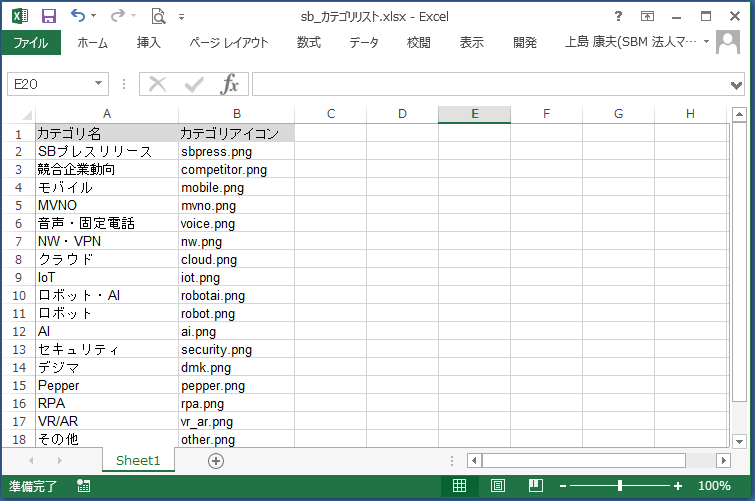 sb_カテゴリリスト.xlsx - Excel
ファイル ホーム 挿入 ページ レイアウト 数式 データ 校閲 表示 開発 上島 康夫(SBM 法人マ...
E20 fx
A B C D E F G H
1 カテゴリ名 カテゴリアイコン
2 SBプレスリリース sbpress.png
3 競合企業動向 competitor.png
4 モバイル mobile.png
5 MVNO mvno.png
6 音声・固定電話 voice.png
7 NW・VPN nw.png
8 クラウド cloud.png
9 IoT iot.png
10 ロボット・AI robotai.png
11 ロボット robot.png
12 AI ai.png
13 セキュリティ security.png
14 デジマ dmk.png
15 Pepper pepper.png
16 RPA rpa.png
17 VR/AR vr_ar.png
18 その他 other.png
Sheet1
準備完了 100%